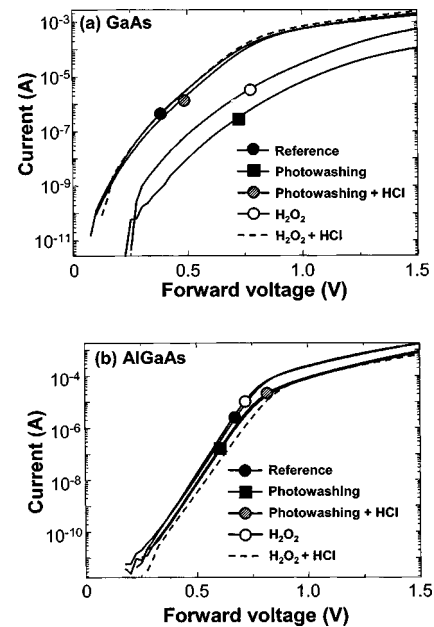 (a) GaAs
10⁻³
10⁻⁵
10⁻⁷
10⁻⁹
10⁻¹¹
Current (A)
Reference
Photowashing
Photowashing + HCl
H₂O₂
H₂O₂ + HCl
0 0.5 1.0 1.5
Forward voltage (V)
(b) AlGaAs
10⁻⁴
10⁻⁶
10⁻⁸
10⁻¹⁰
Current (A)
Reference
Photowashing
Photowashing + HCl
H₂O₂
H₂O₂ + HCl
0 0.5 1.0 1.5
Forward voltage (V)